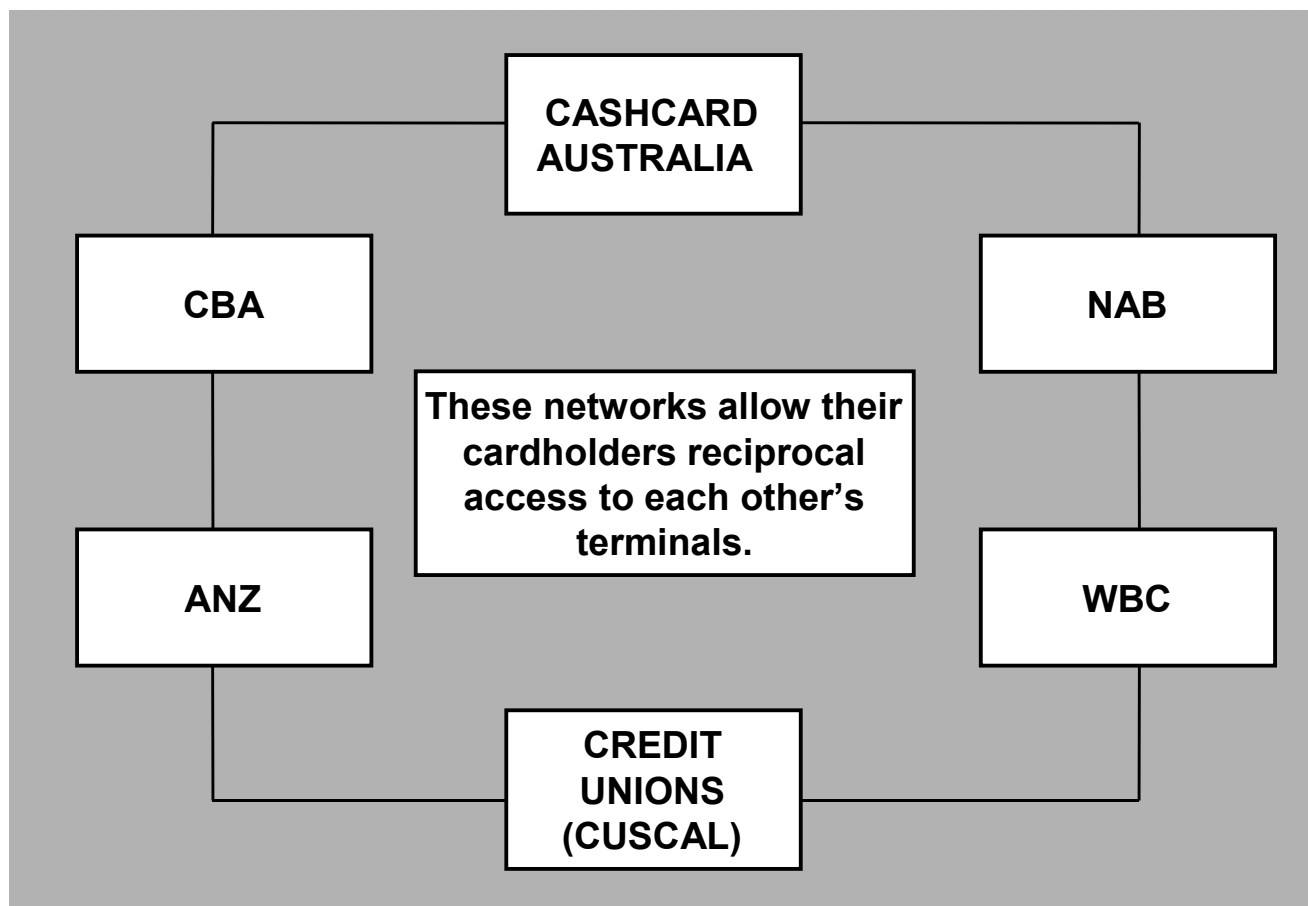 CASHCARD
AUSTRALIA
CBA
NAB
These networks allow their
cardholders reciprocal
access to each other’s
terminals.
ANZ
WBC
CREDIT
UNIONS
(CUSCAL)